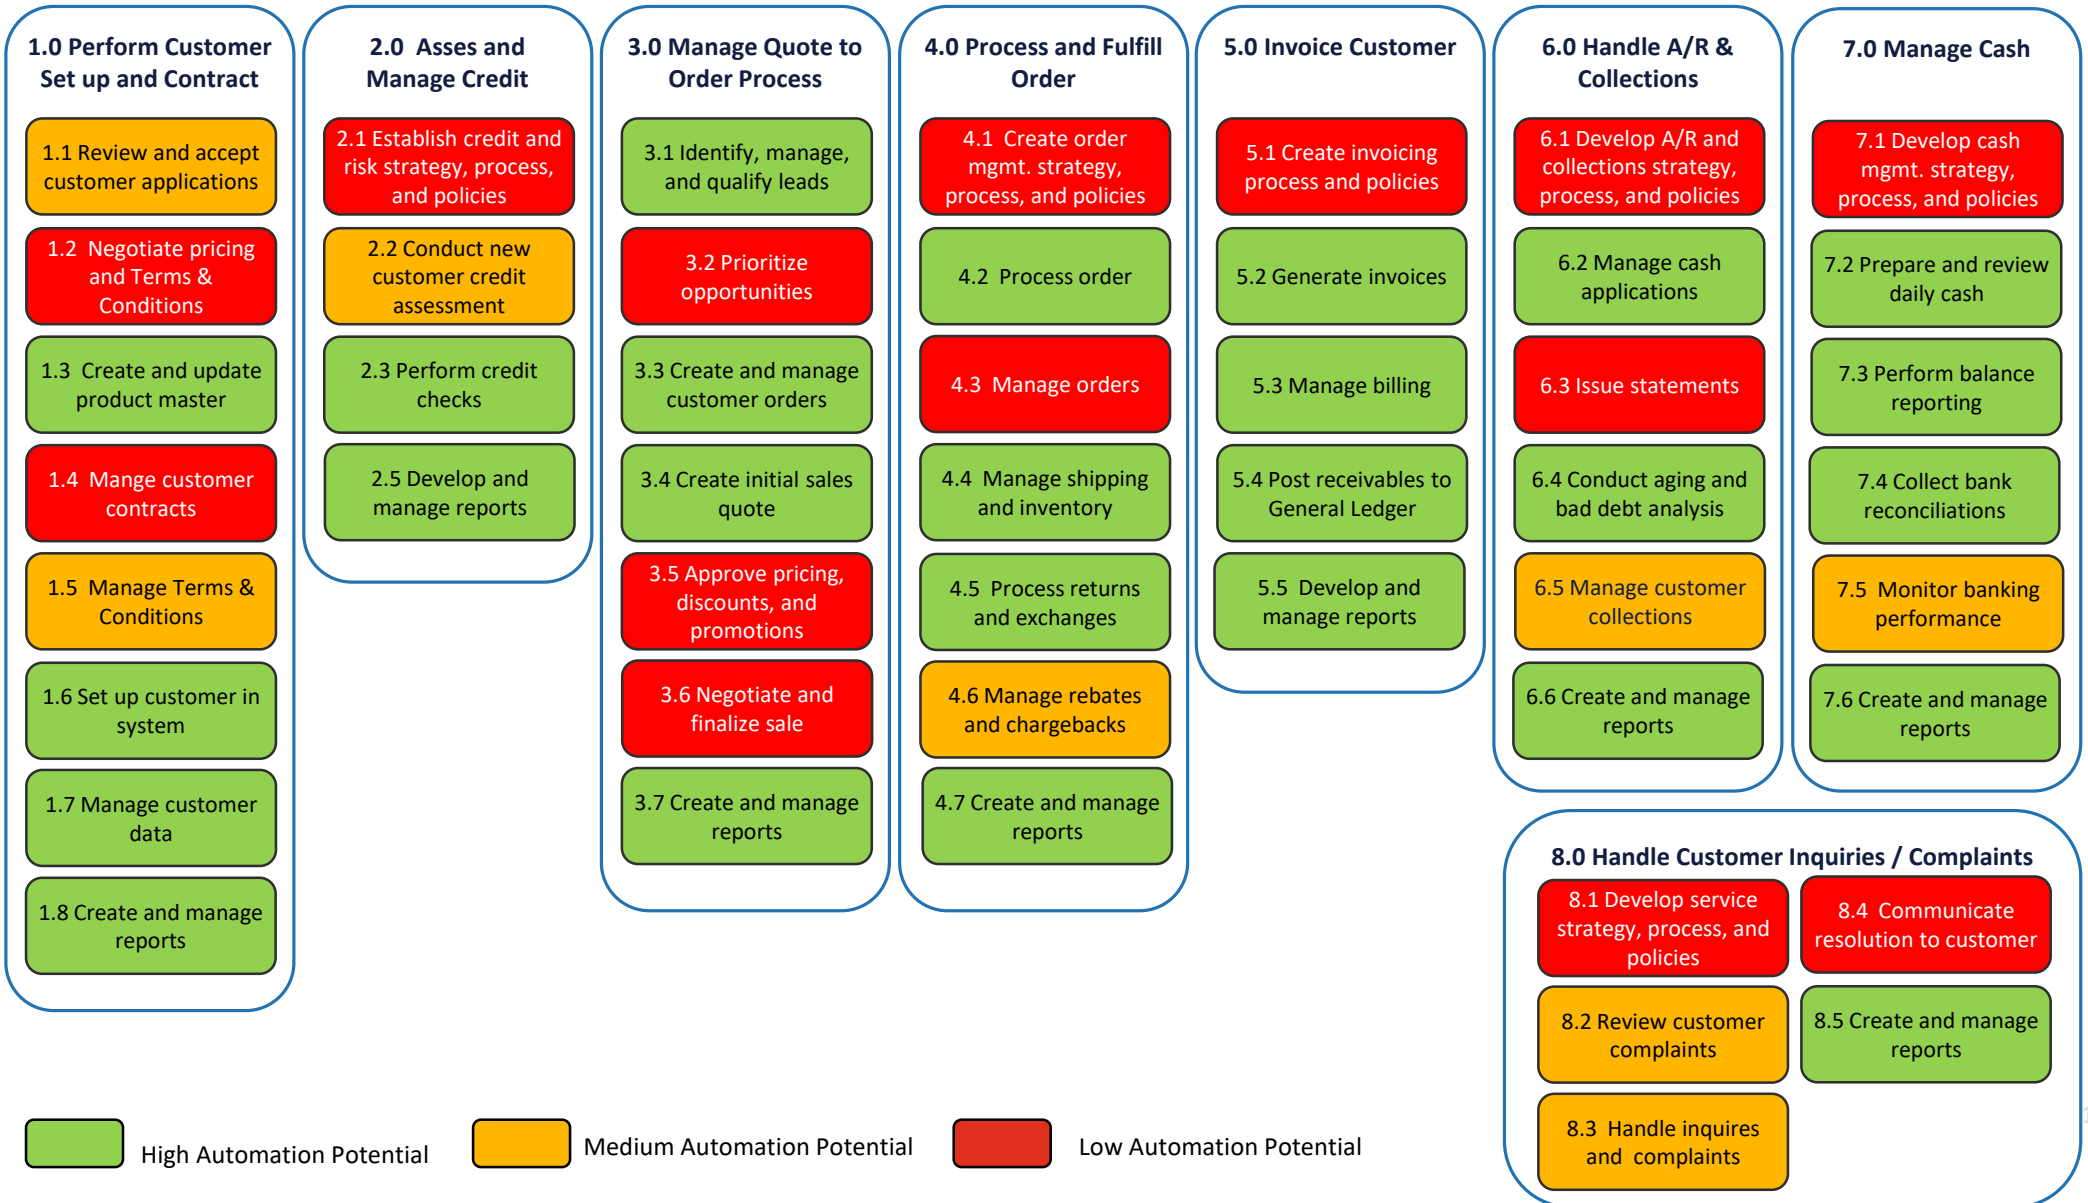 1.0 Perform Customer
Set up and Contract
1.1 Review and accept
customer applications
1.2 Negotiate pricing
and Terms &
Conditions
1.3 Create and update
product master
1.4 Mange customer
contracts
1.5 Manage Terms &
Conditions
1.6 Set up customer in
system
1.7 Manage customer
data
1.8 Create and manage
reports
2.0 Asses and
Manage Credit
2.1 Establish credit and
risk strategy, process,
and policies
2.2 Conduct new
customer credit
assessment
2.3 Perform credit
checks
2.5 Develop and
manage reports
3.0 Manage Quote to
Order Process
3.1 Identify, manage,
and qualify leads
3.2 Prioritize
opportunities
3.3 Create and manage
customer orders
3.4 Create initial sales
quote
3.5 Approve pricing,
discounts, and
promotions
3.6 Negotiate and
finalize sale
3.7 Create and manage
reports
4.0 Process and Fulfill
Order
4.1 Create order
mgmt. strategy,
process, and policies
4.2 Process order
4.3 Manage orders
4.4 Manage shipping
and inventory
4.5 Process returns
and exchanges
4.6 Manage rebates
and chargebacks
4.7 Create and manage
reports
5.0 Invoice Customer
5.1 Create invoicing
process and policies
5.2 Generate invoices
5.3 Manage billing
5.4 Post receivables to
General Ledger
5.5 Develop and
manage reports
6.0 Handle A/R &
Collections
6.1 Develop A/R and
collections strategy,
process, and policies
6.2 Manage cash
applications
6.3 Issue statements
6.4 Conduct aging and
bad debt analysis
6.5 Manage customer
collections
6.6 Create and manage
reports
7.0 Manage Cash
7.1 Develop cash
mgmt. strategy,
process, and policies
7.2 Prepare and review
daily cash
7.3 Perform balance
reporting
7.4 Collect bank
reconciliations
7.5 Monitor banking
performance
7.6 Create and manage
reports
8.0 Handle Customer Inquiries / Complaints
8.1 Develop service
strategy, process, and
policies
8.2 Review customer
complaints
8.3 Handle inquires
and complaints
8.4 Communicate
resolution to customer
8.5 Create and manage
reports
High Automation Potential
Medium Automation Potential
Low Automation Potential